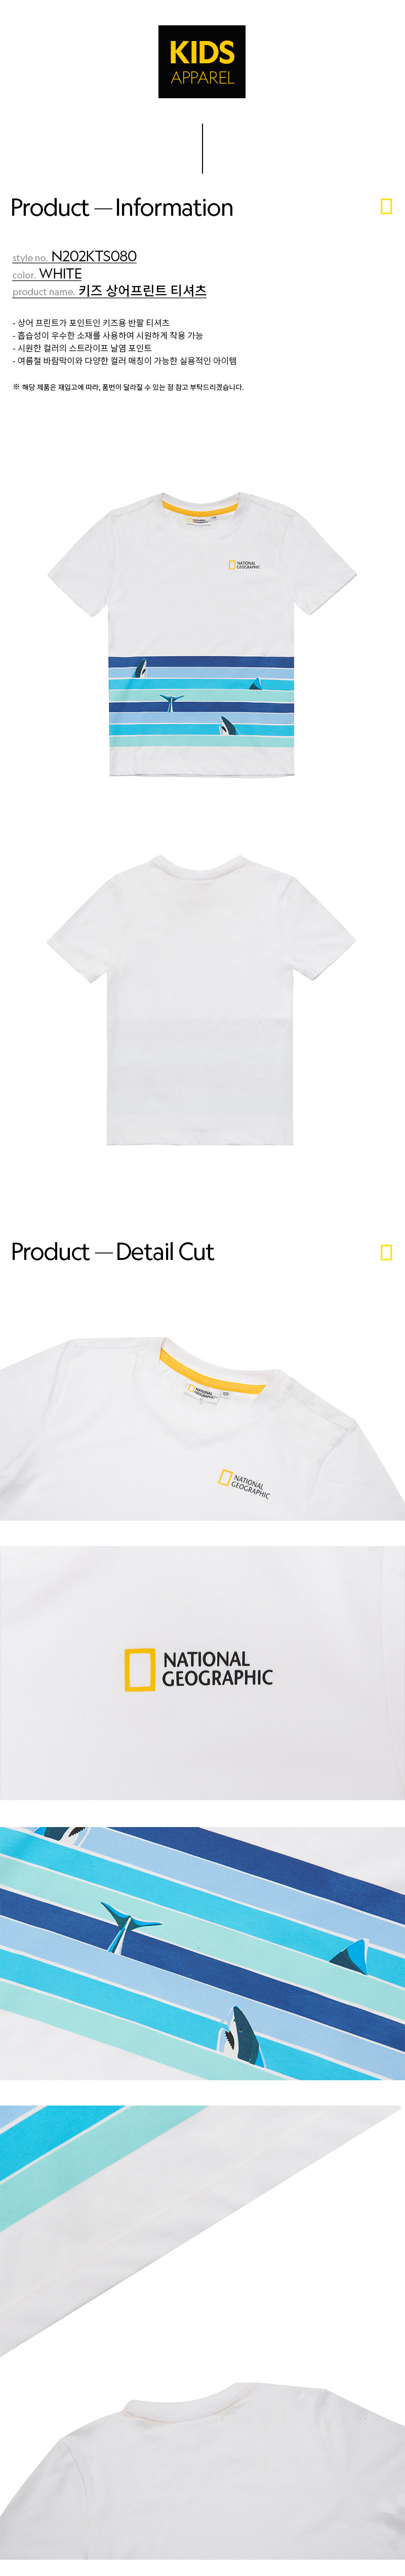 KIDS
APPAREL
Product — Information
style no. N202KTS080
color. WHITE
product name. 키즈 상어프린트 티셔츠
- 상어 프린트가 포인트인 키즈용 반팔 티셔츠
- 흡습성이 우수한 소재를 사용하여 시원하게 착용 가능
- 시원한 컬러의 스트라이프 날염 포인트
- 여름철 바람막이와 다양한 컬러 매칭이 가능한 실용적인 아이템
※ 해당 제품은 재입고에 따라, 품번이 달라질 수 있는 점 참고 부탁드리겠습니다.
NATIONAL
GEOGRAPHIC
Product — Detail Cut
NATIONAL
GEOGRAPHIC
NATIONAL
GEOGRAPHIC
NATIONAL
GEOGRAPHIC